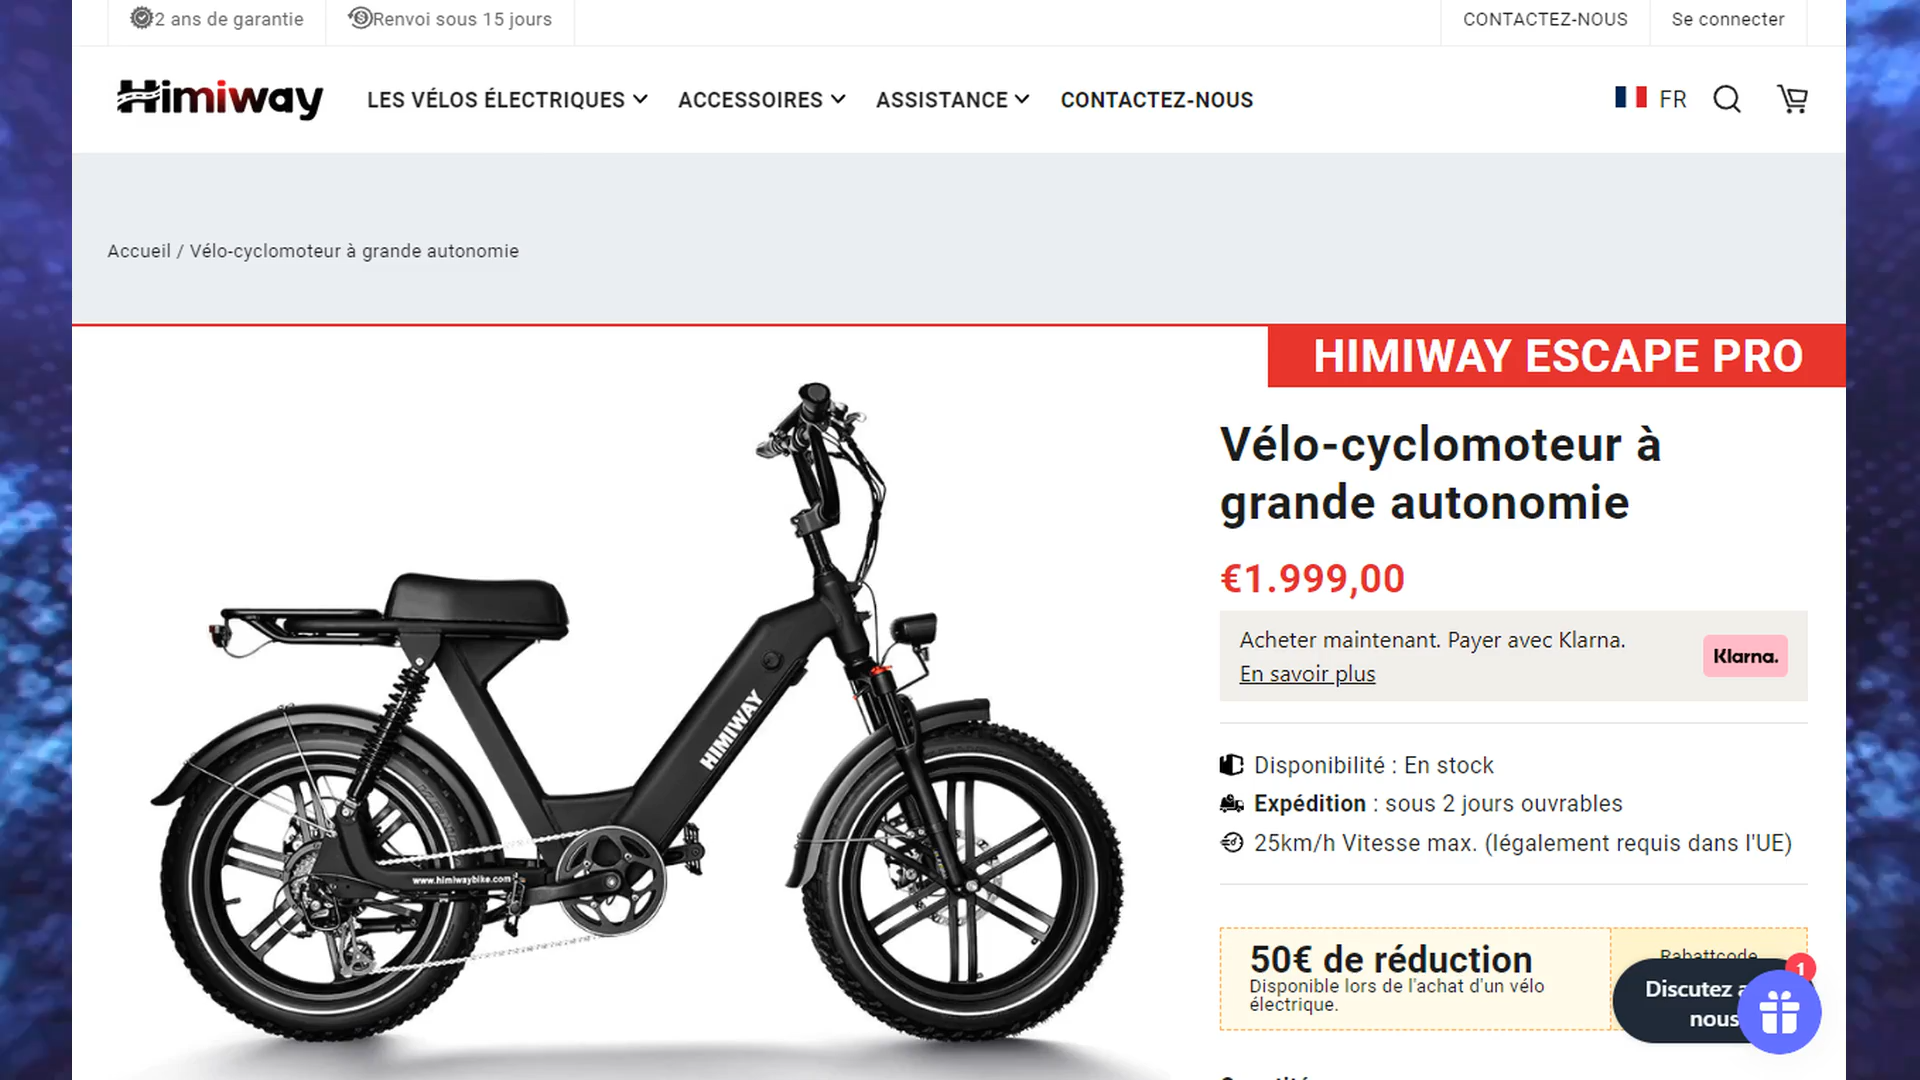 2 ans de garantie
Renvoi sous 15 jours
CONTACTEZ-NOUS
Se connecter
Himiway
LES VÉLOS ÉLECTRIQUES
ACCESSOIRES
ASSISTANCE
CONTACTEZ-NOUS
FR
Accueil / Vélo-cyclomoteur à grande autonomie
HIMIWAY ESCAPE PRO
Vélo-cyclomoteur à
grande autonomie
€1.999,00
Acheter maintenant. Payer avec Klarna.
En savoir plus
Klarna.
Disponibilité : En stock
Expédition : sous 2 jours ouvrables
25km/h Vitesse max. (légalement requis dans l'UE)
50€ de réduction
Disponible lors de l'achat d'un vélo
électrique.
Rabattcode
1
Discutez
nous
HIMIWAY
www.himiwaybike.com